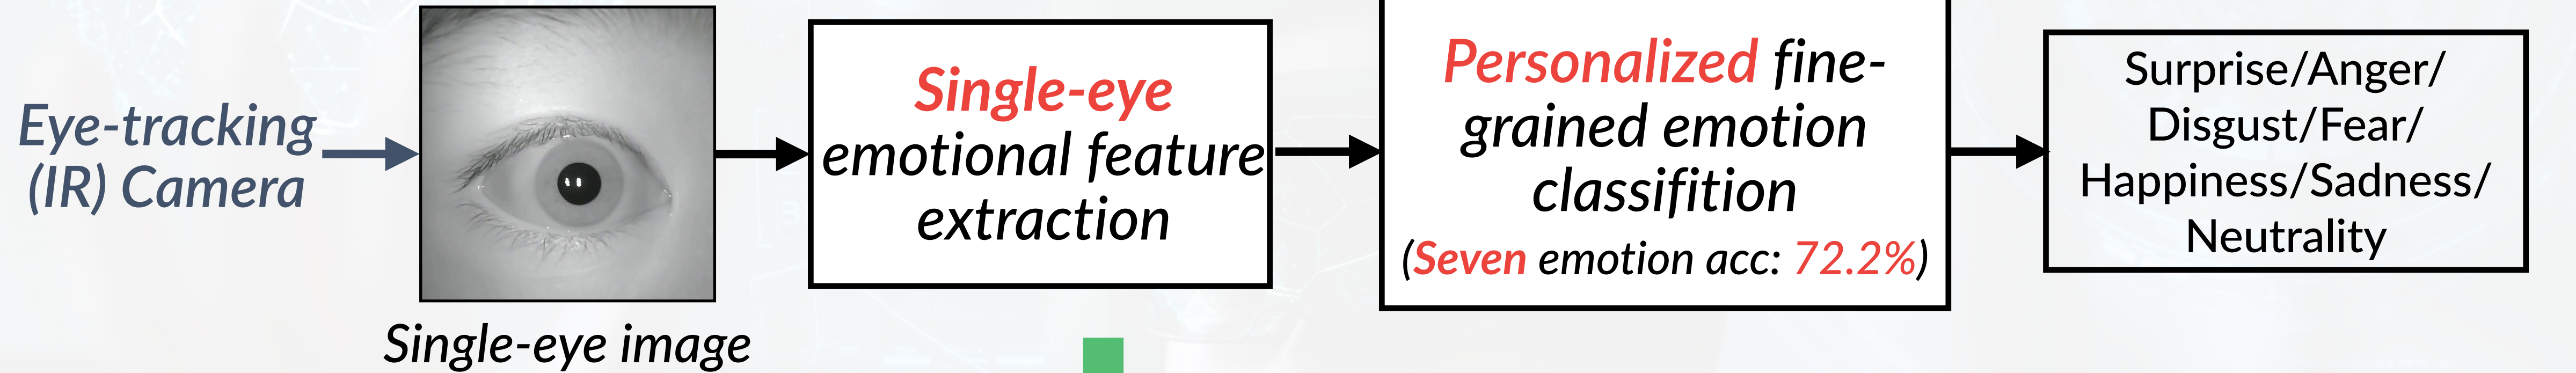 Eye-tracking
(IR) Camera
Single-eye image
Single-eye
emotional feature
extraction
Personalized fine-
grained emotion
classifition
(Seven emotion acc: 72.2%)
Surprise/Anger/
Disgust/Fear/
Happiness/Sadness/
Neutrality